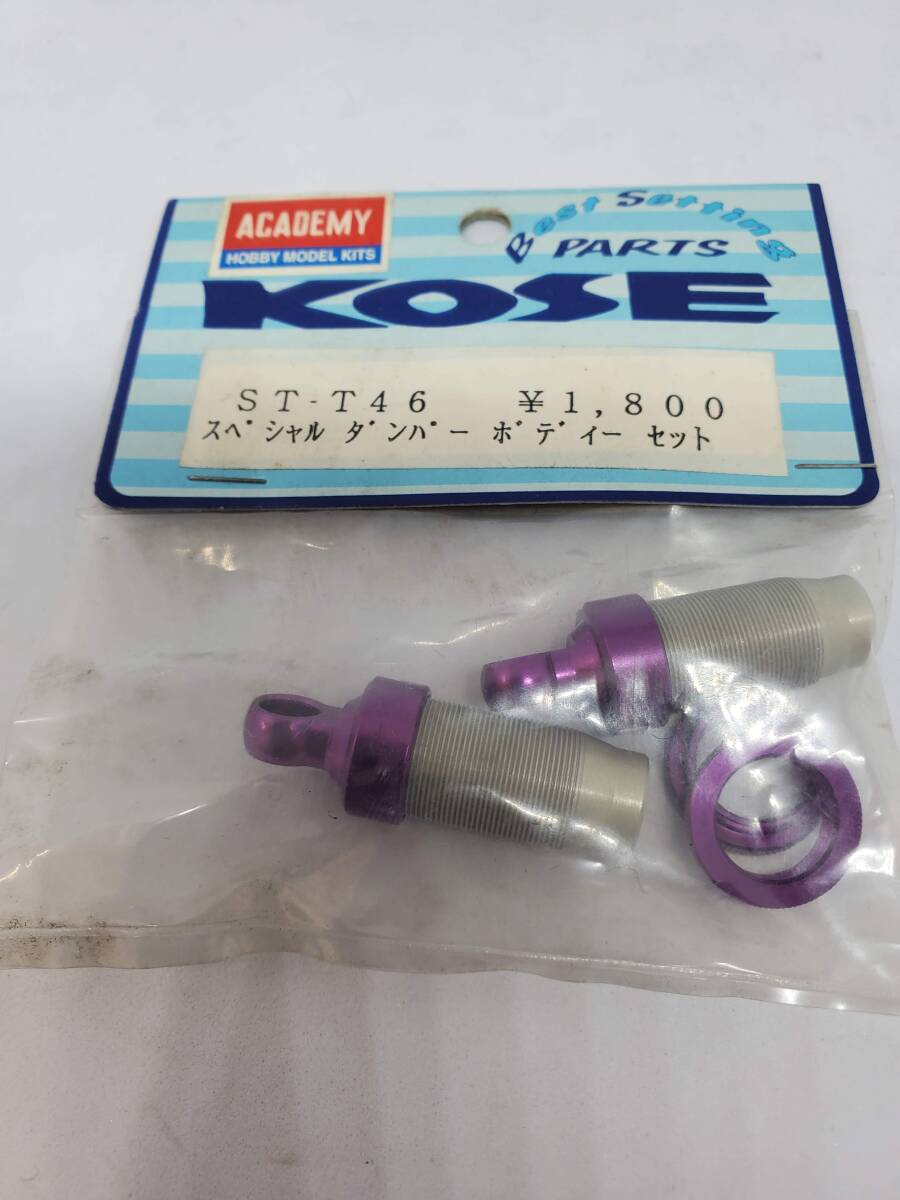 ACADEMY
HOBBY MODEL KITS
Best Setting
PARTS
KOSE
ST-T46 ¥1,800
スペシャル ダンパー ボディー セット